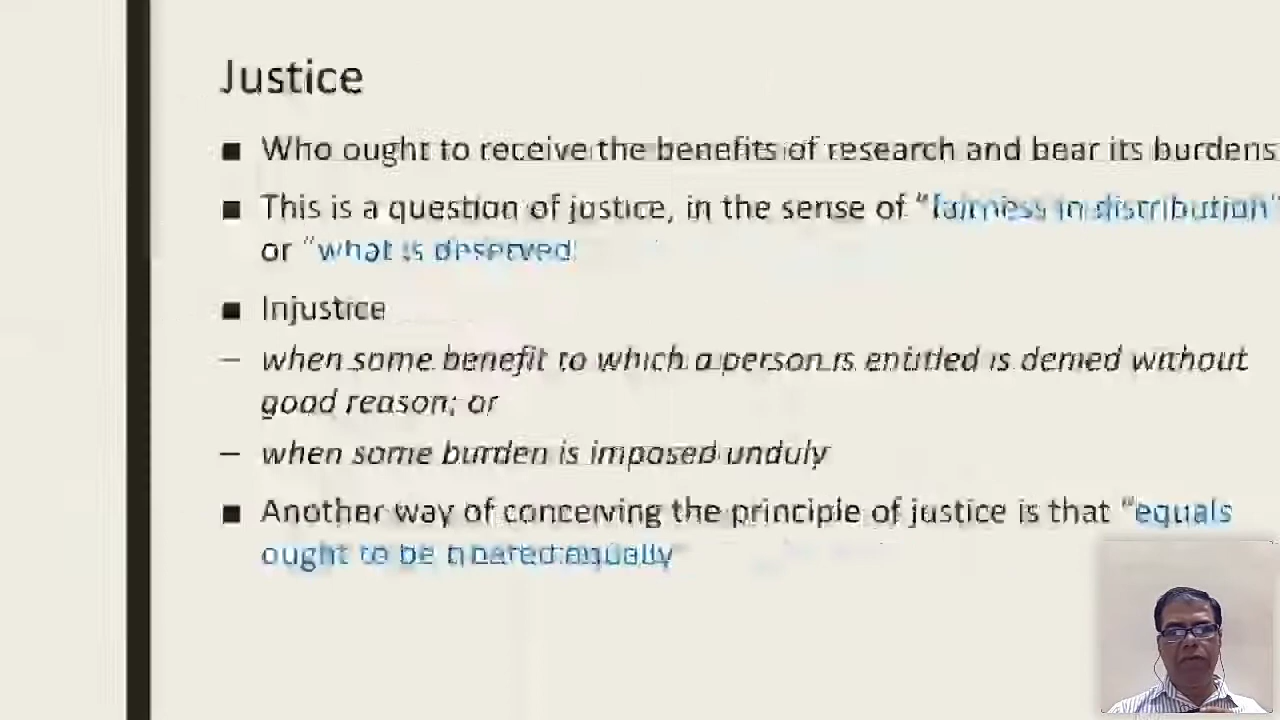 Justice
■ Who ought to receive the benefits of research and bear its burdens
■ This is a question of justice, in the sense of "fairness in distribution"
or "what is deserved
■ Injustice
– when some benefit to which a person is entitled is denied without
good reason; or
– when some burden is imposed unduly
■ Another way of conceiving the principle of justice is that "equals
ought to be treated equally"